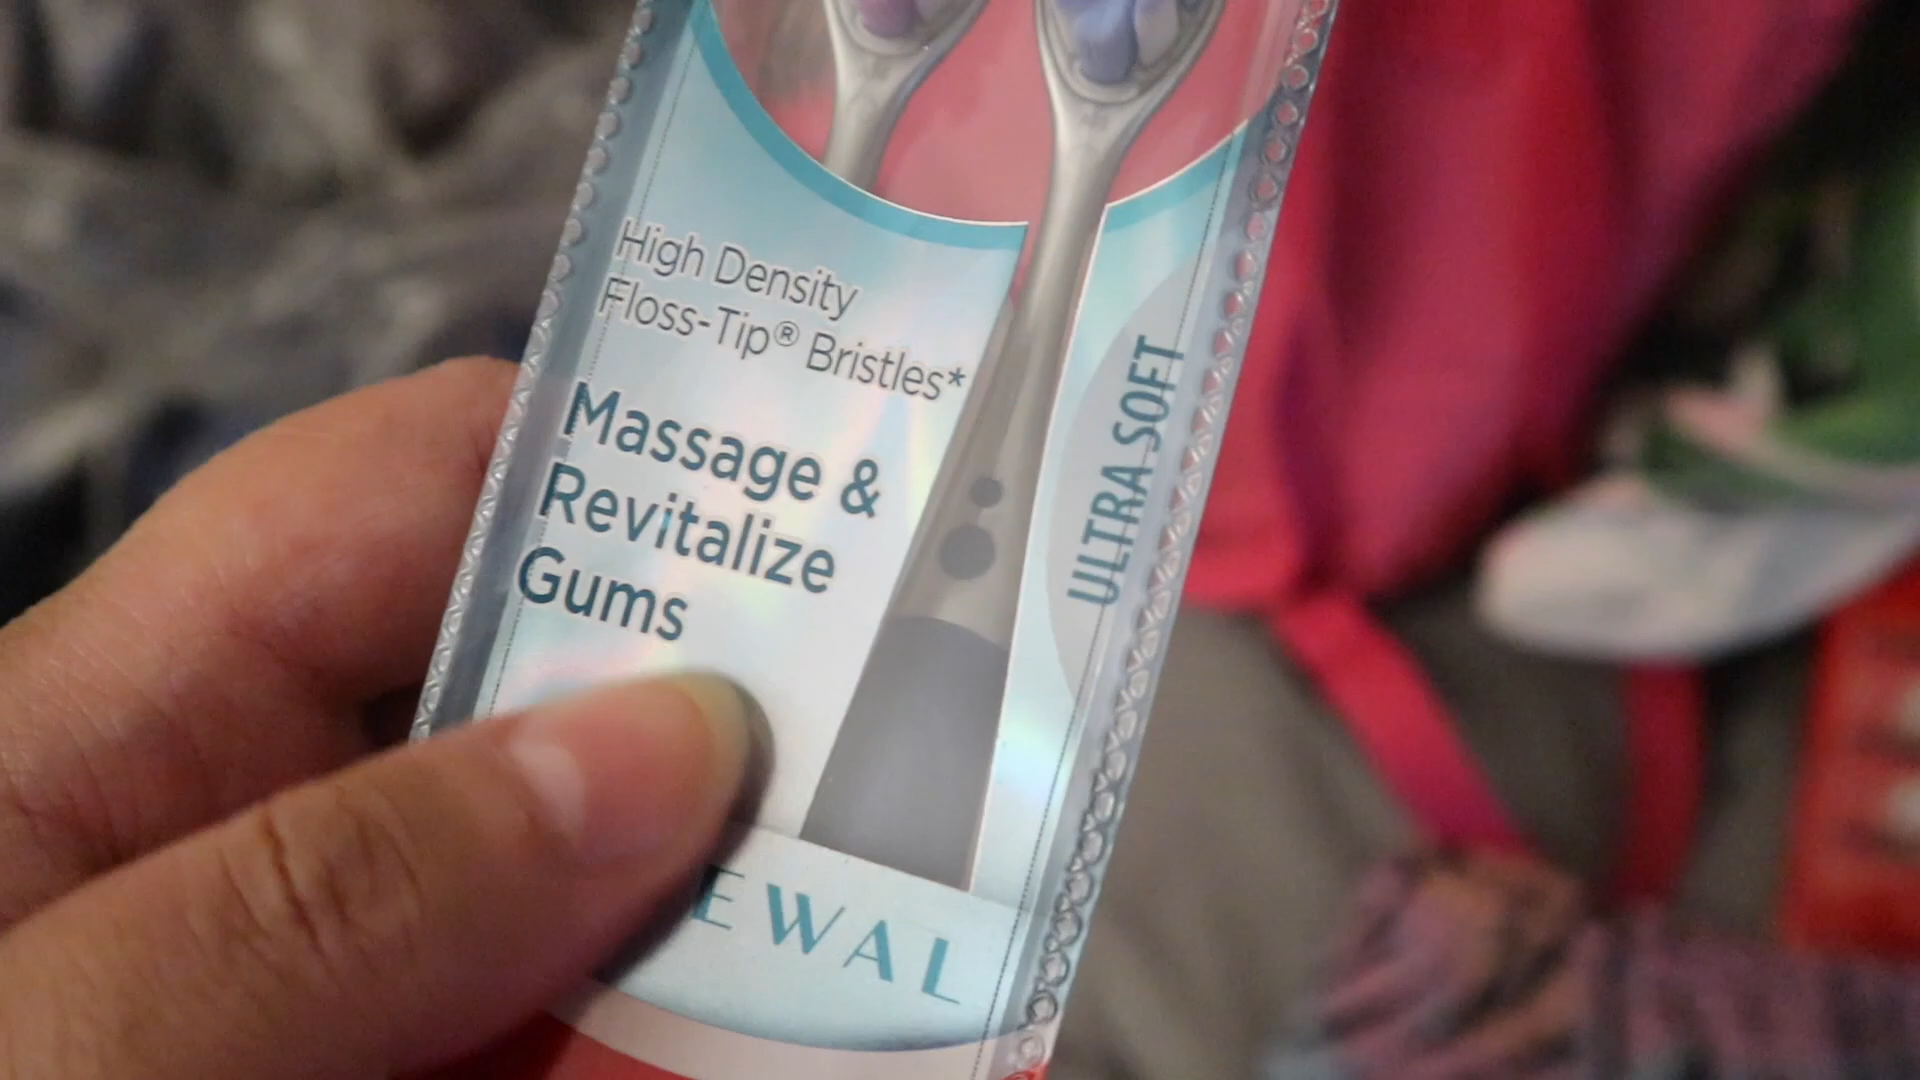 High Density
Floss-Tip® Bristles*
Massage &
Revitalize
Gums
ULTRA SOFT
EWAL